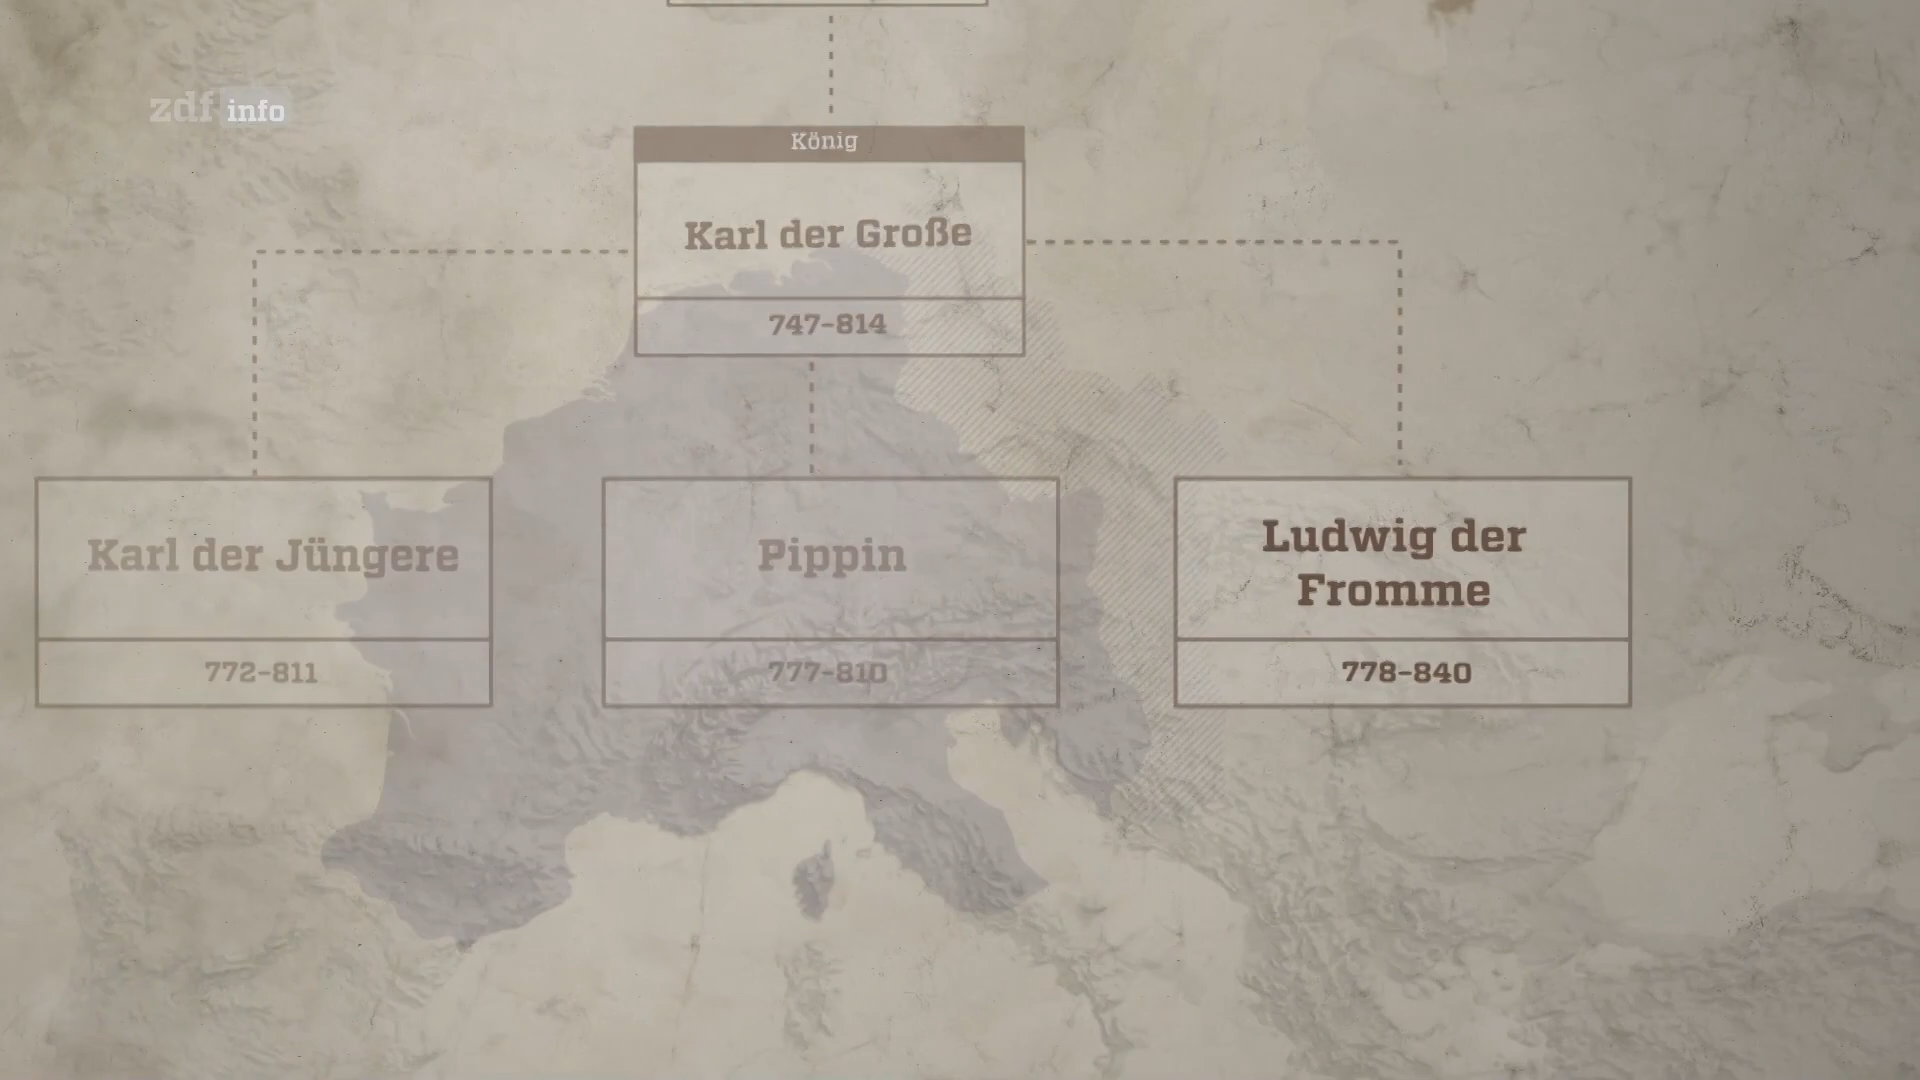 zdf info
König
Karl der Große
747-814
Karl der Jüngere
772-811
Pippin
777-810
Ludwig der
Fromme
778-840